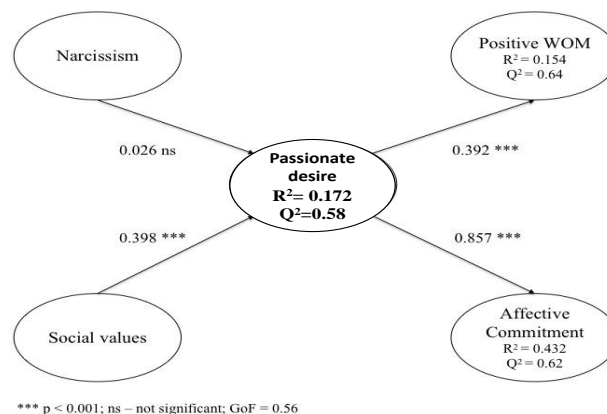 Narcissism
Positive WOM
R² = 0.154
Q² = 0.64
0.026 ns
0.392 ***
Passionate
desire
R²= 0.172
Q²=0.58
0.398 ***
0.857 ***
Social values
Affective
Commitment
R² = 0.432
Q² = 0.62
*** p < 0.001; ns – not significant; GoF = 0.56